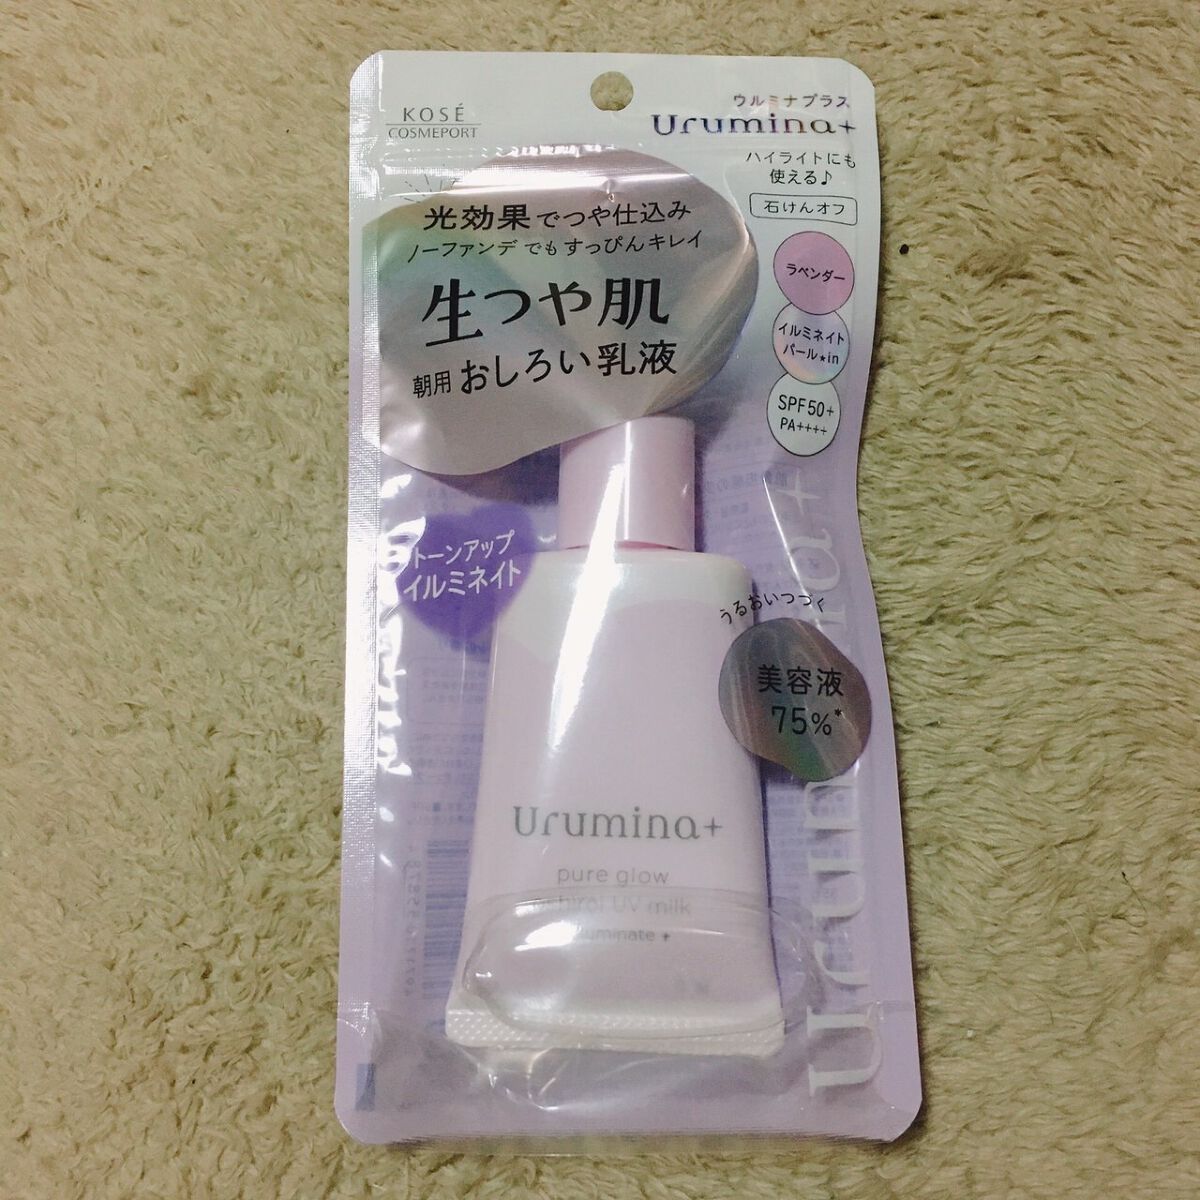 KOSÉ
COSMEPORT
ウルミナプラス
Urumina+
ハイライトにも
使える♪
石けんオフ
光効果でつや仕込み
ノーファンデでもすっぴんキレイ
生つや肌
朝用おしろい乳液
ラベンダー
イルミネイト
パール★in
SPF50+
PA++++
トーンアップ
イルミネイト
うるおいつづく
美容液
75%*
Urumina+
pure glow
UV milk
Urumina+